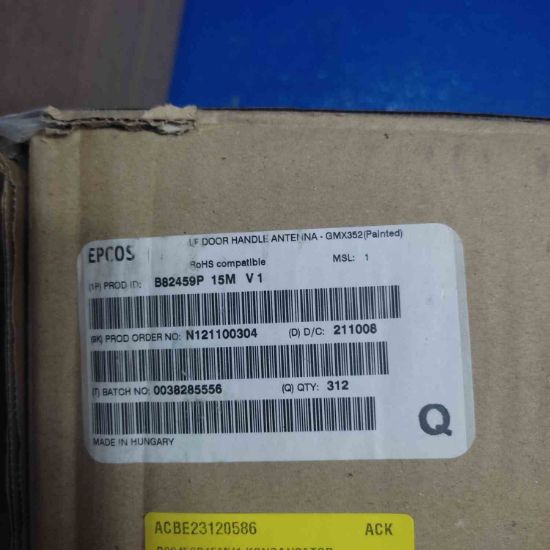 LF DOOR HANDLE ANTENNA - GMX352(Painted)
EPCOS
RoHS compatible MSL: 1
(1P) PROD ID: B82459P 15M V 1
(9K) PROD ORDER NO: N121100304 (D) D/C: 211008
(T) BATCH NO: 0038285556 (Q) QTY: 312
MADE IN HUNGARY
Q
ACBE23120586 ACK